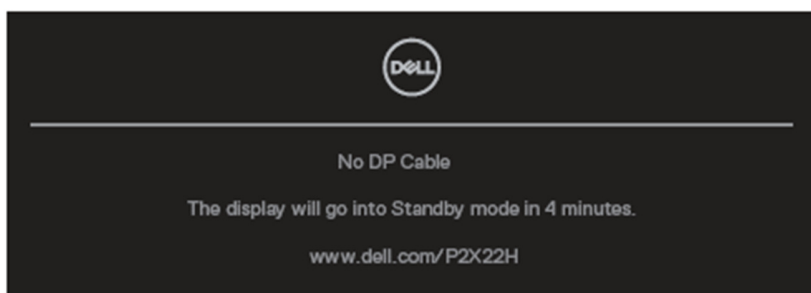 DELL
No DP Cable
The display will go into Standby mode in 4 minutes.
www.dell.com/P2X22H